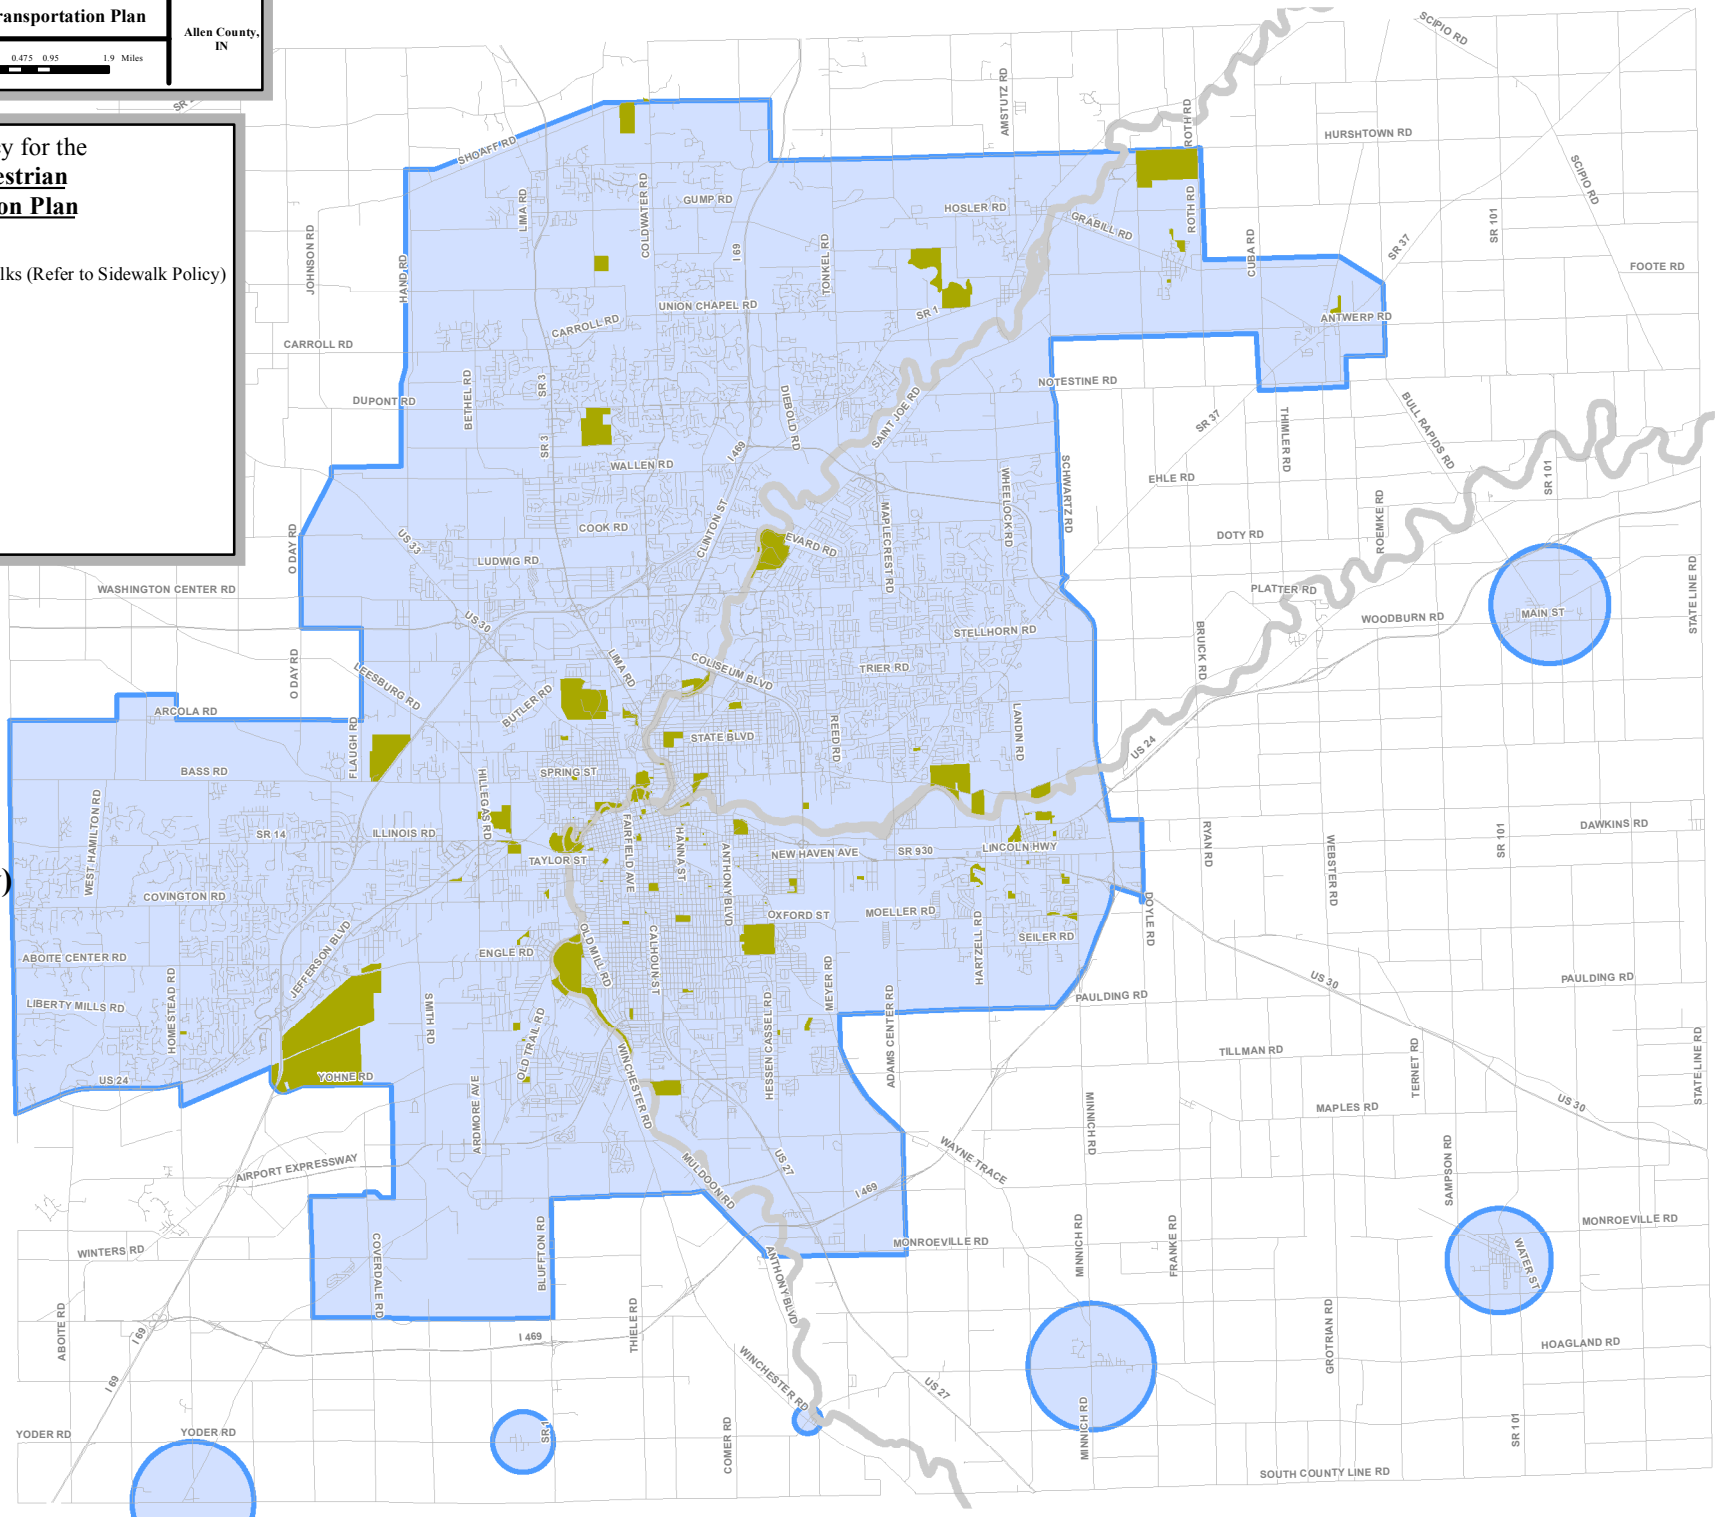 ransportation Plan
Allen County,
IN
0.475 0.95 1.9 Miles
y for the
estrian
on Plan
lks (Refer to Sidewalk Policy)
)
SCIPIO RD
AMSTUTZ RD
ROTH RD
HURSHTOWN RD
SHOAFF RD
SCIPIO RD
LIMA RD
COLDWATER RD
GUMP RD
HOSLER RD
GRABILL RD
ROTH RD
SR 101
JOHNSON RD
HAND RD
I 69
TONKEL RD
CUBA RD
SR 37
FOOTE RD
UNION CHAPEL RD
SR 1
ANTWERP RD
CARROLL RD
CARROLL RD
DUPONT RD
BETHEL RD
SR 3
DIEBOLD RD
SAINT JOE RD
NOTESTINE RD
SR 37
THIMLER RD
BULL RAPIDS RD
SR 3
WALLEN RD
I 469
WHEELOCK RD
SCHWARTZ RD
EHLE RD
SR 101
COOK RD
CLINTON ST
EVARD RD
MAPLECREST RD
DOTY RD
ROEMKE RD
O DAY RD
US 33
LUDWIG RD
WASHINGTON CENTER RD
PLATTER RD
WOODBURN RD
MAIN ST
STATE LINE RD
US 30
STELLHORN RD
BRUICK RD
O DAY RD
LEESBURG RD
LIMA RD
COLISEUM BLVD
TRIER RD
ARCOLA RD
BUTLER RD
FLAUGH RD
STATE BLVD
REED RD
LANDIN RD
US 24
BASS RD
HILLEGAS RD
SPRING ST
WEST HAMILTON RD
SR 14
ILLINOIS RD
FAIRFIELD AVE
HANNA ST
ANTHONY BLVD
NEW HAVEN AVE
SR 930
LINCOLN HWY
RYAN RD
WEBSTER RD
SR 101
DAWKINS RD
TAYLOR ST
COVINGTON RD
OXFORD ST
MOELLER RD
HARTZELL RD
SEILER RD
DOYLE RD
ABOITE CENTER RD
JEFFERSON BLVD
ENGLE RD
OLD MILL RD
CALHOUN ST
MEYER RD
US 30
PAULDING RD
PAULDING RD
LIBERTY MILLS RD
HOMESTEAD RD
SMITH RD
OLD TRAIL RD
WINCHESTER RD
HESSEN CASSEL RD
ADAMS CENTER RD
TILLMAN RD
TERNET RD
STATE LINE RD
US 24
YOHNE RD
ARDMORE AVE
MINNICH RD
MAPLES RD
US 30
AIRPORT EXPRESSWAY
MULDOON RD
US 27
I 469
WAYNE TRACE
SAMPSON RD
WINTERS RD
COVERDALE RD
BLUFFTON RD
ANTHONY BLVD
MONROEVILLE RD
MINNICH RD
FRANKE RD
MONROEVILLE RD
WATER ST
ABOITE RD
I 69
I 469
THIELE RD
GROTRIAN RD
HOAGLAND RD
I 69
WINCHESTER RD
US 27
YODER RD
YODER RD
SR 1
COMER RD
MINNICH RD
SR 101
SOUTH COUNTY LINE RD